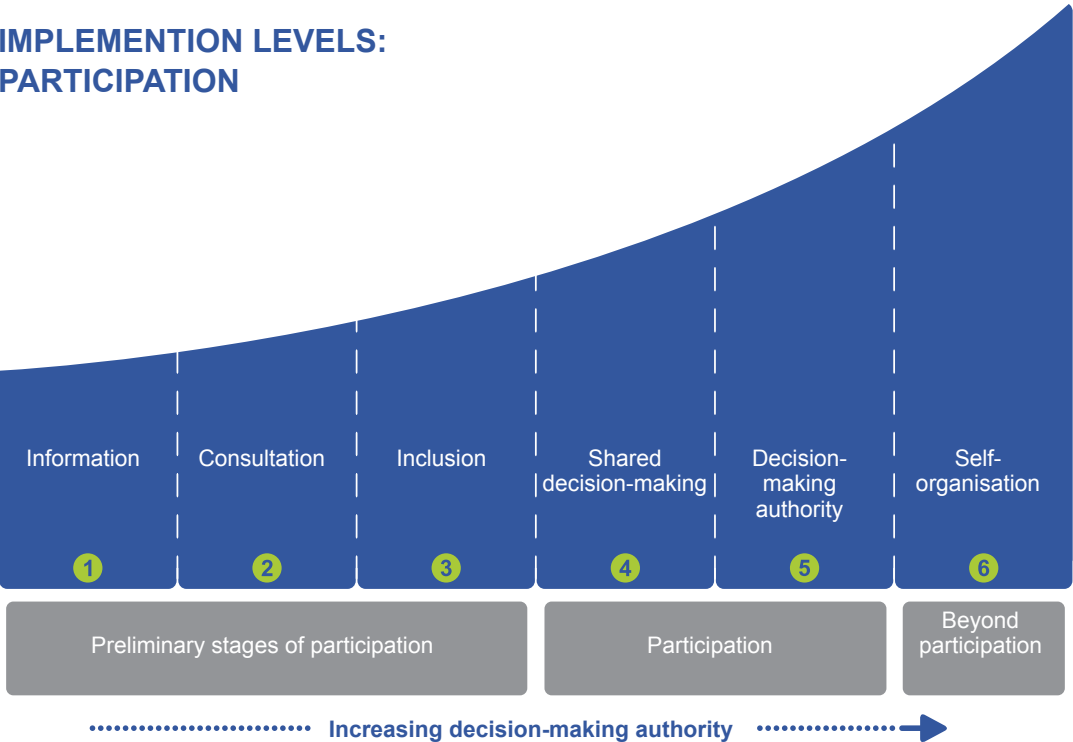 IMPLEMENTION LEVELS:
PARTICIPATION
Information
Consultation
Inclusion
Shared
decision-making
Decision-
making
authority
Self-
organisation
1
2
3
4
5
6
Preliminary stages of participation
Participation
Beyond
participation
Increasing decision-making authority